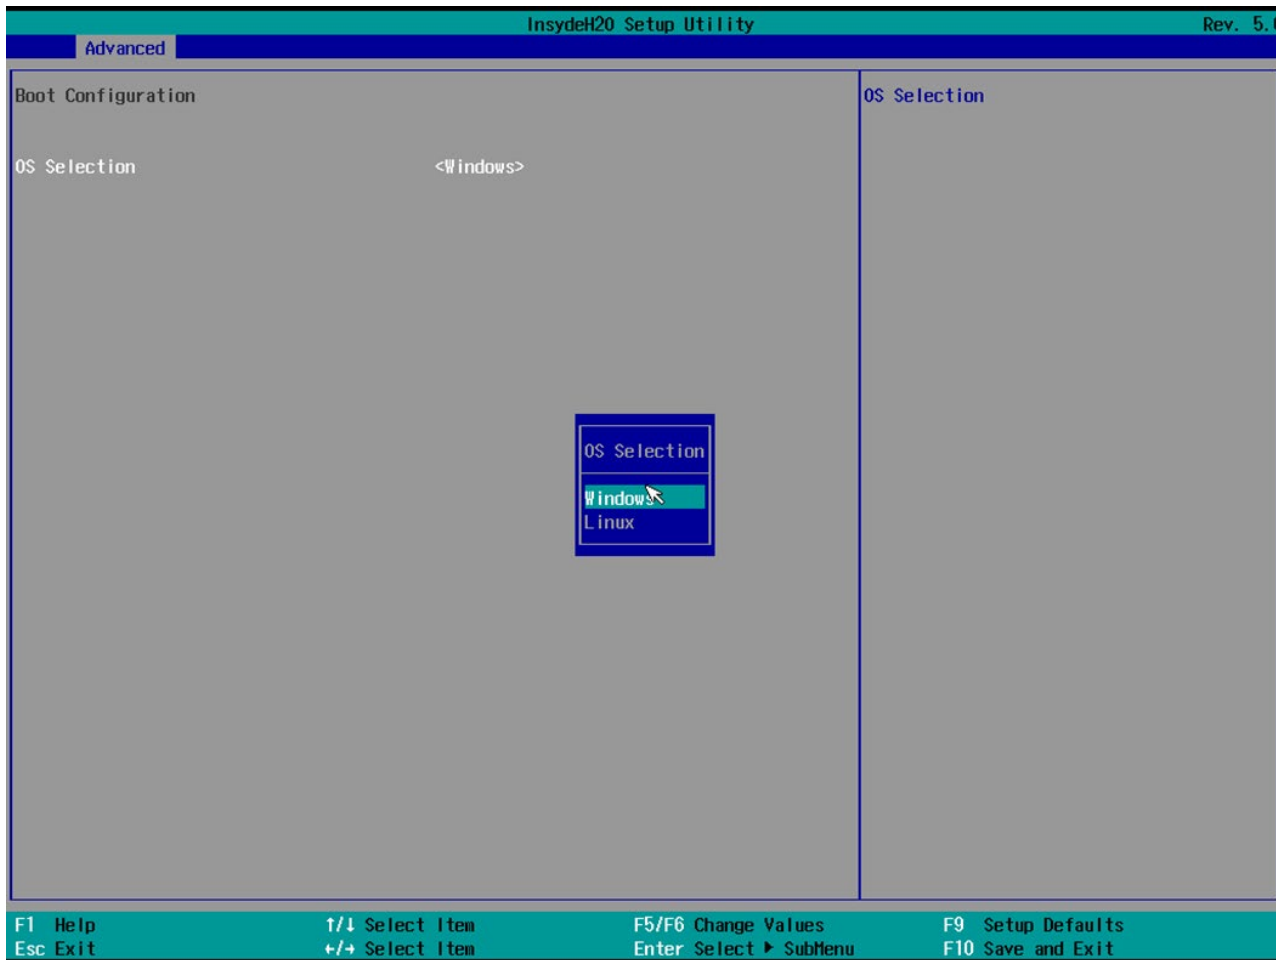 InsydeH20 Setup Utility Rev. 5.
Advanced
Boot Configuration
OS Selection
OS Selection <Windows>
OS Selection
Windows
Linux
F1 Help ↑/↓ Select Item F5/F6 Change Values F9 Setup Defaults
Esc Exit ←/→ Select Item Enter Select ▶ SubMenu F10 Save and Exit